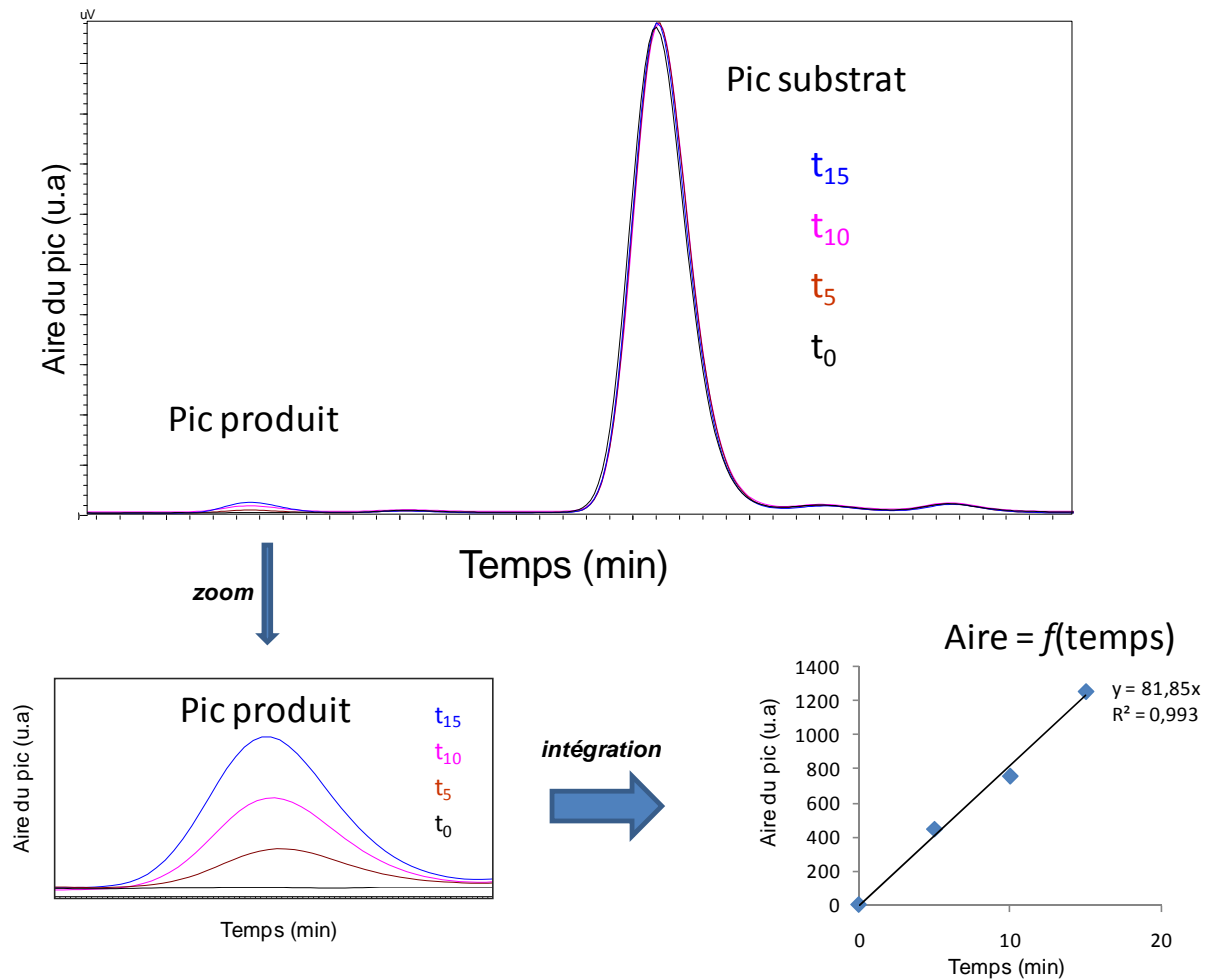 uV
Aire du pic (u.a)
Pic substrat
t15
t10
t5
t0
Pic produit
Temps (min)
zoom
Aire du pic (u.a)
Pic produit
t15
t10
t5
t0
Temps (min)
intégration
Aire = f(temps)
Aire du pic (u.a)
1400
1200
1000
800
600
400
200
0
y = 81,85x
R² = 0,993
0 10 20
Temps (min)